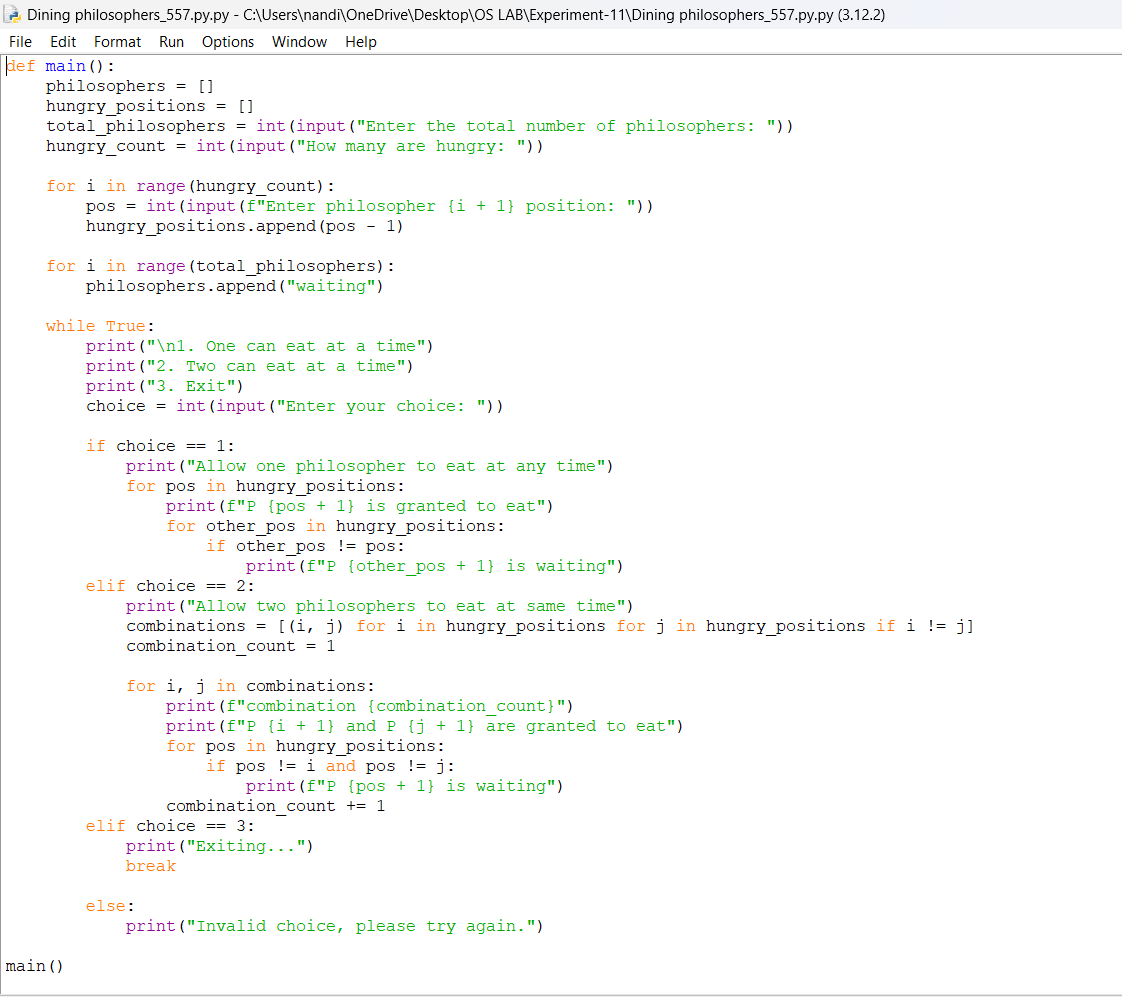 Dining philosophers_557.py.py - C:\Users\nandi\OneDrive\Desktop\OS LAB\Experiment-11\Dining philosophers_557.py.py (3.12.2)
File Edit Format Run Options Window Help
def main():
    philosophers = []
    hungry_positions = []
    total_philosophers = int(input("Enter the total number of philosophers: "))
    hungry_count = int(input("How many are hungry: "))

    for i in range(hungry_count):
        pos = int(input(f"Enter philosopher {i + 1} position: "))
        hungry_positions.append(pos - 1)

    for i in range(total_philosophers):
        philosophers.append("waiting")

    while True:
        print("\n1. One can eat at a time")
        print("2. Two can eat at a time")
        print("3. Exit")
        choice = int(input("Enter your choice: "))

        if choice == 1:
            print("Allow one philosopher to eat at any time")
            for pos in hungry_positions:
                print(f"P {pos + 1} is granted to eat")
                for other_pos in hungry_positions:
                    if other_pos != pos:
                        print(f"P {other_pos + 1} is waiting")
        elif choice == 2:
            print("Allow two philosophers to eat at same time")
            combinations = [(i, j) for i in hungry_positions for j in hungry_positions if i != j]
            combination_count = 1

            for i, j in combinations:
                print(f"combination {combination_count}")
                print(f"P {i + 1} and P {j + 1} are granted to eat")
                for pos in hungry_positions:
                    if pos != i and pos != j:
                        print(f"P {pos + 1} is waiting")
                combination_count += 1
        elif choice == 3:
            print("Exiting...")
            break

        else:
            print("Invalid choice, please try again.")

main()